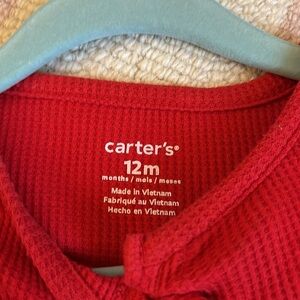 carter's®
12m
months / mois / meses
Made in Vietnam
Fabriqué au Vietnam
Hecho en Vietnam